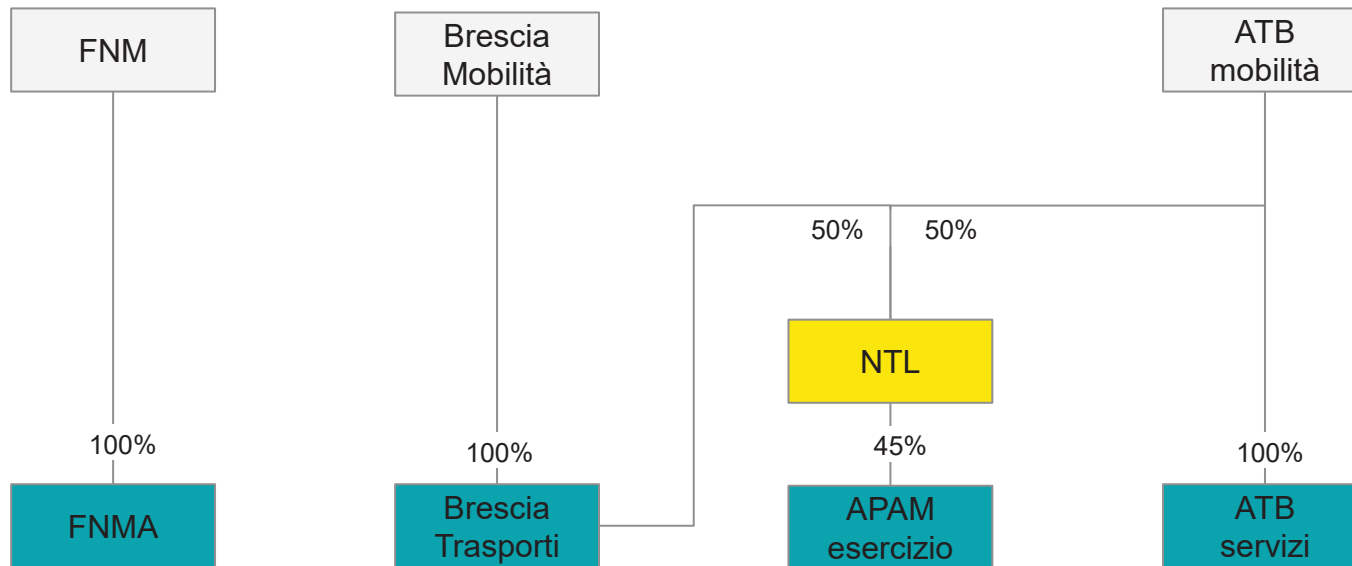 FNM
Brescia
Mobilità
ATB
mobilità
50%
50%
NTL
100%
100%
45%
100%
FNMA
Brescia
Trasporti
APAM
esercizio
ATB
servizi